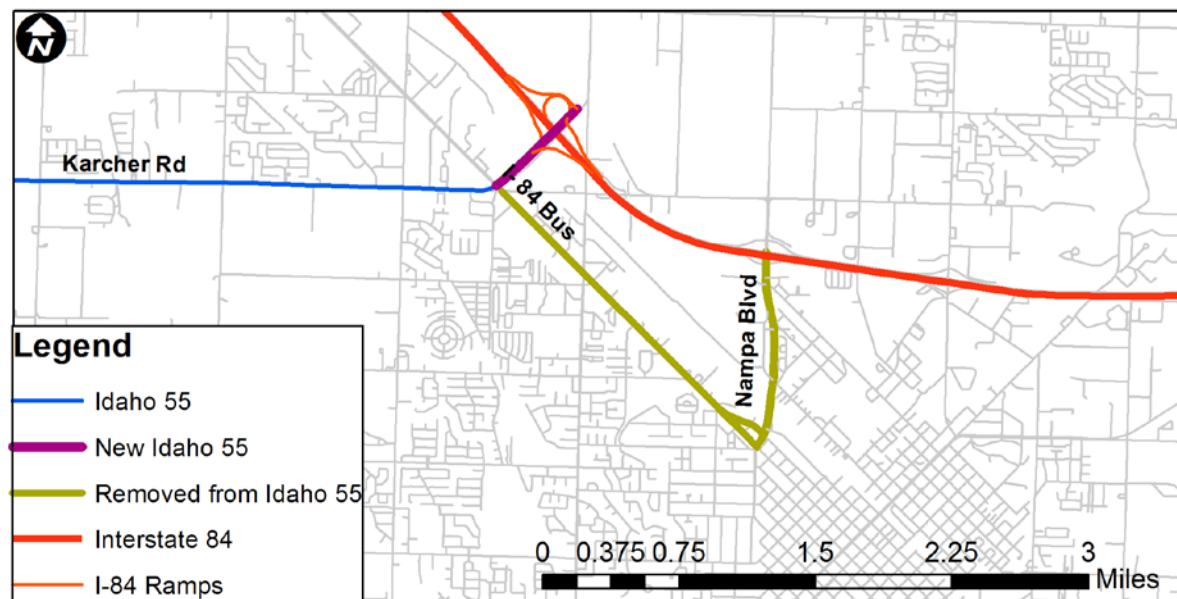 N
Karcher Rd
I-84 Bus
Nampa Blvd
Legend
Idaho 55
New Idaho 55
Removed from Idaho 55
Interstate 84
I-84 Ramps
0 0.375 0.75 1.5 2.25 3
Miles